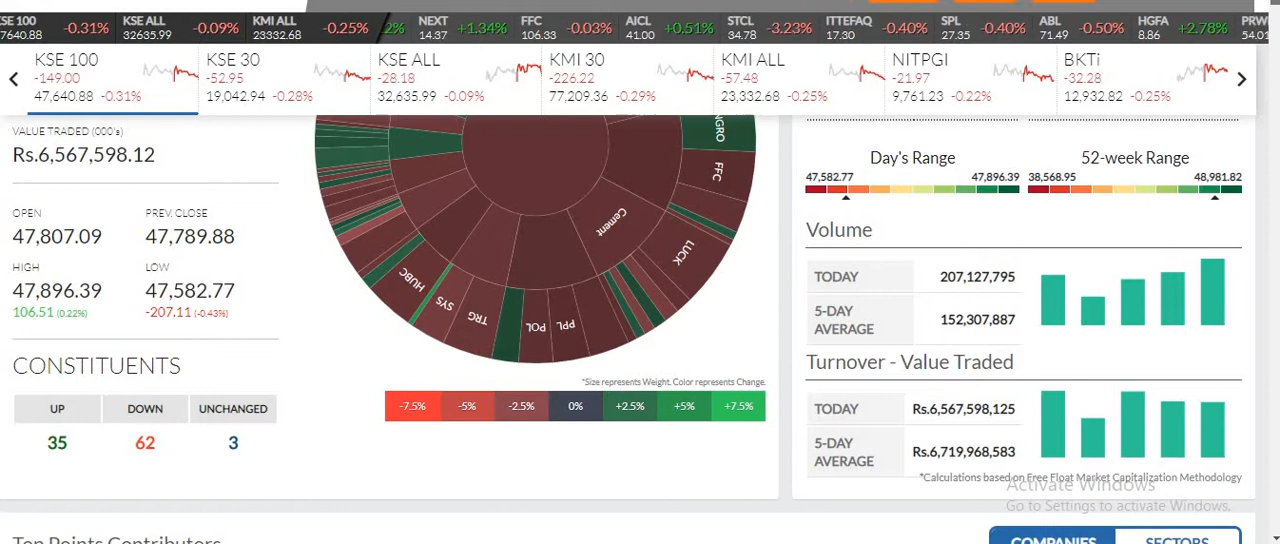 KSE 100 KSE ALL KMI ALL NEXT FFC AICL STCL ITTEFAQ SPL ABL HGFA
7640.88 -0.31% 32635.99 -0.09% 23332.68 -0.25% 2% 14.37 +1.34% 106.33 -0.03% 41.00 +0.51% 34.78 -3.23% 17.30 -0.40% 27.35 -0.40% 71.49 -0.50% 8.86 +2.78% 54.01
KSE 100 KSE 30 KSE ALL KMI 30 KMI ALL NITPGI BKTi
-149.00 -52.95 -28.18 -226.22 -57.48 -21.97 -32.28
47,640.88 -0.31% 19,042.94 -0.28% 32,635.99 -0.09% 77,209.36 -0.29% 23,332.68 -0.25% 9,761.23 -0.22% 12,932.82 -0.25%
VALUE TRADED (000's)
Rs.6,567,598.12
OPEN PREV. CLOSE
47,807.09 47,789.88
HIGH LOW
47,896.39 47,582.77
106.51 (0.22%) -207.11 (-0.43%)
CONSTITUENTS
UP DOWN UNCHANGED
35 62 3
FFC
Cement
LUCK
HUBC
SYS
TRG
POL
PPL
*Size represents Weight. Color represents Change.
-7.5% -5% -2.5% 0% +2.5% +5% +7.5%
Day's Range 52-week Range
47,582.77 47,896.39 38,568.95 48,981.82
Volume
TODAY 207,127,795
5-DAY
AVERAGE 152,307,887
Turnover - Value Traded
TODAY Rs.6,567,598,125
5-DAY
AVERAGE Rs.6,719,968,583
*Calculations based on Free Float Market Capitalization Methodology
Activate Windows
Go to Settings to activate Windows.
Top Points Contributors
COMPANIES SECTORS